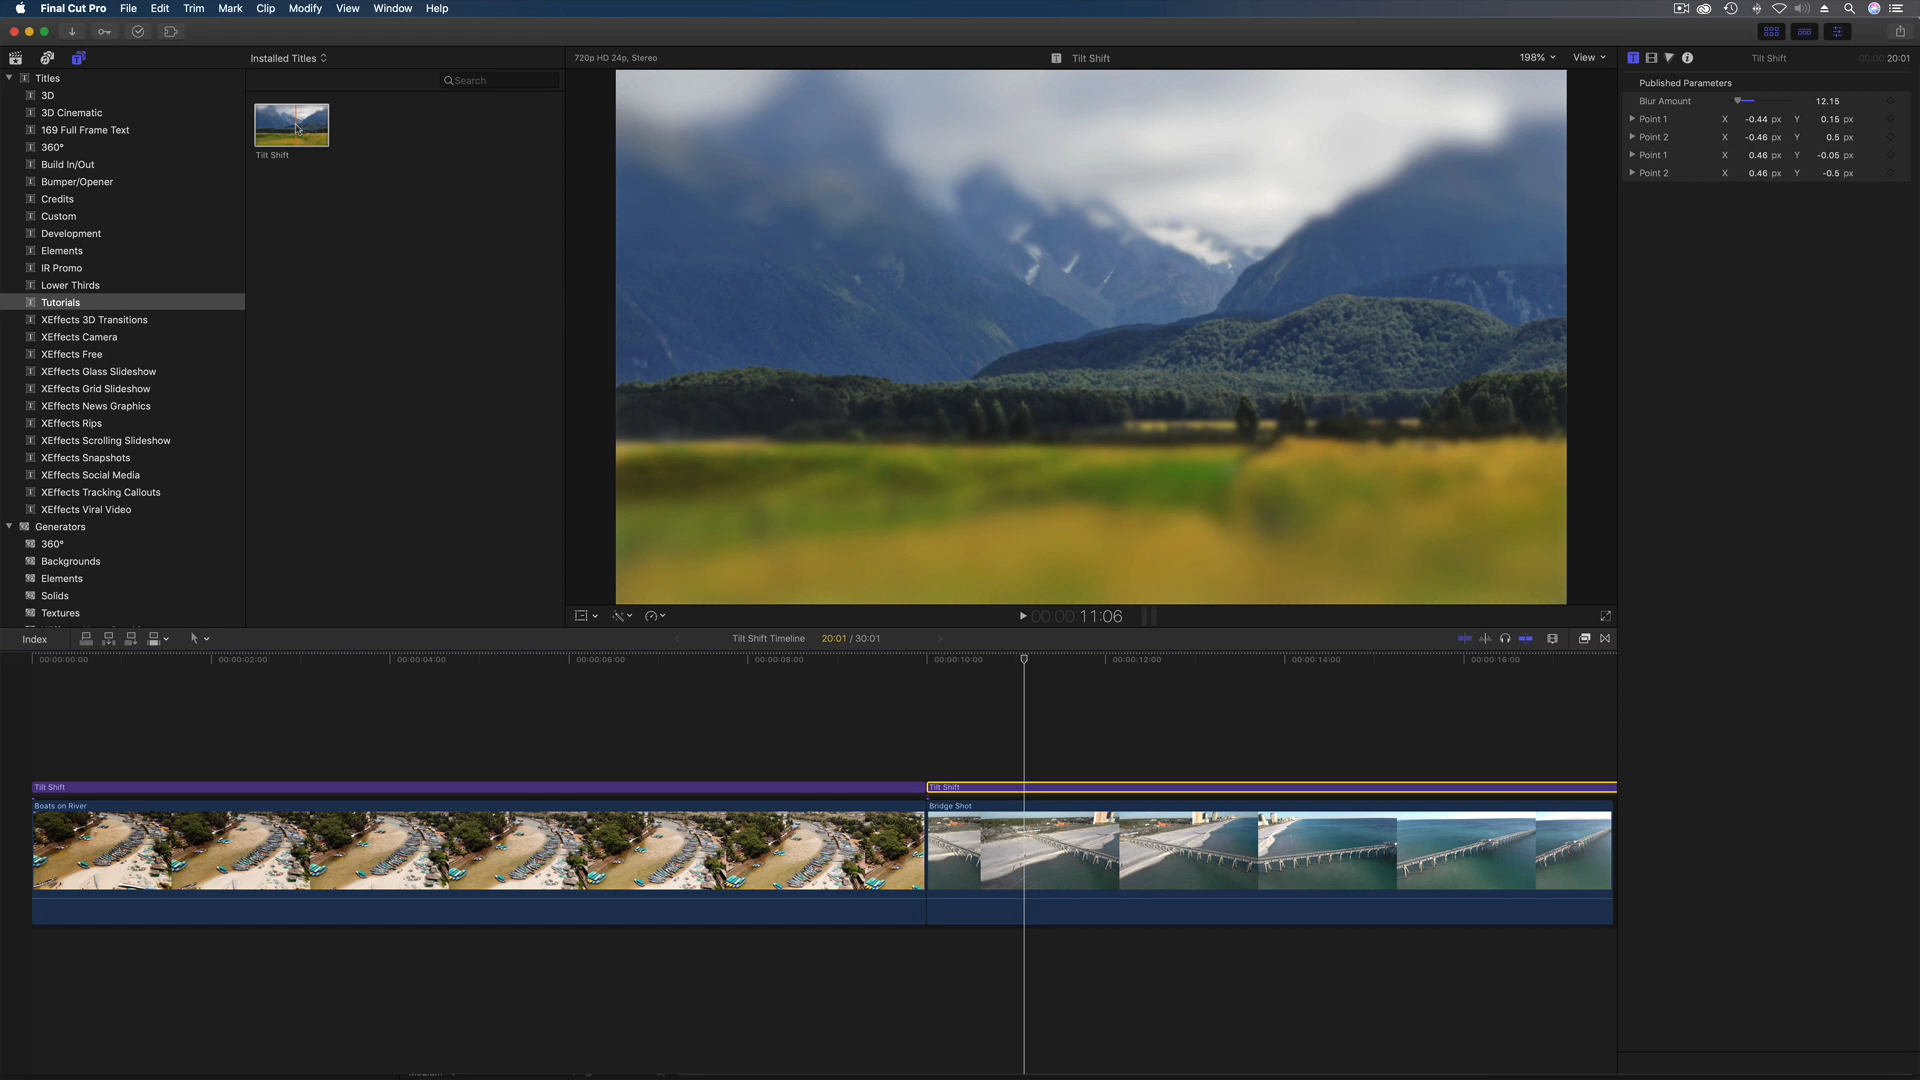 Final Cut Pro File Edit Trim Mark Clip Modify View Window Help
Installed Titles
Search
Tilt Shift
Titles
3D
3D Cinematic
169 Full Frame Text
360°
Build In/Out
Bumper/Opener
Credits
Custom
Development
Elements
IR Promo
Lower Thirds
Tutorials
XEffects 3D Transitions
XEffects Camera
XEffects Free
XEffects Glass Slideshow
XEffects Grid Slideshow
XEffects News Graphics
XEffects Rips
XEffects Scrolling Slideshow
XEffects Snapshots
XEffects Social Media
XEffects Tracking Callouts
XEffects Viral Video
Generators
360°
Backgrounds
Elements
Solids
Textures
720p HD 24p, Stereo
Tilt Shift
198%
View
00:00:11:06
Tilt Shift
00:00:20:01
Published Parameters
Blur Amount 12.15
Point 1 X -0.44 px Y 0.15 px
Point 2 X -0.46 px Y 0.5 px
Point 1 X 0.46 px Y -0.05 px
Point 2 X 0.46 px Y -0.5 px
Index
Tilt Shift Timeline 20:01 / 30:01
00:00:00:00 00:00:02:00 00:00:04:00 00:00:06:00 00:00:08:00 00:00:10:00 00:00:12:00 00:00:14:00 00:00:16:00
Tilt Shift Tilt Shift
Boats on River Bridge Shot